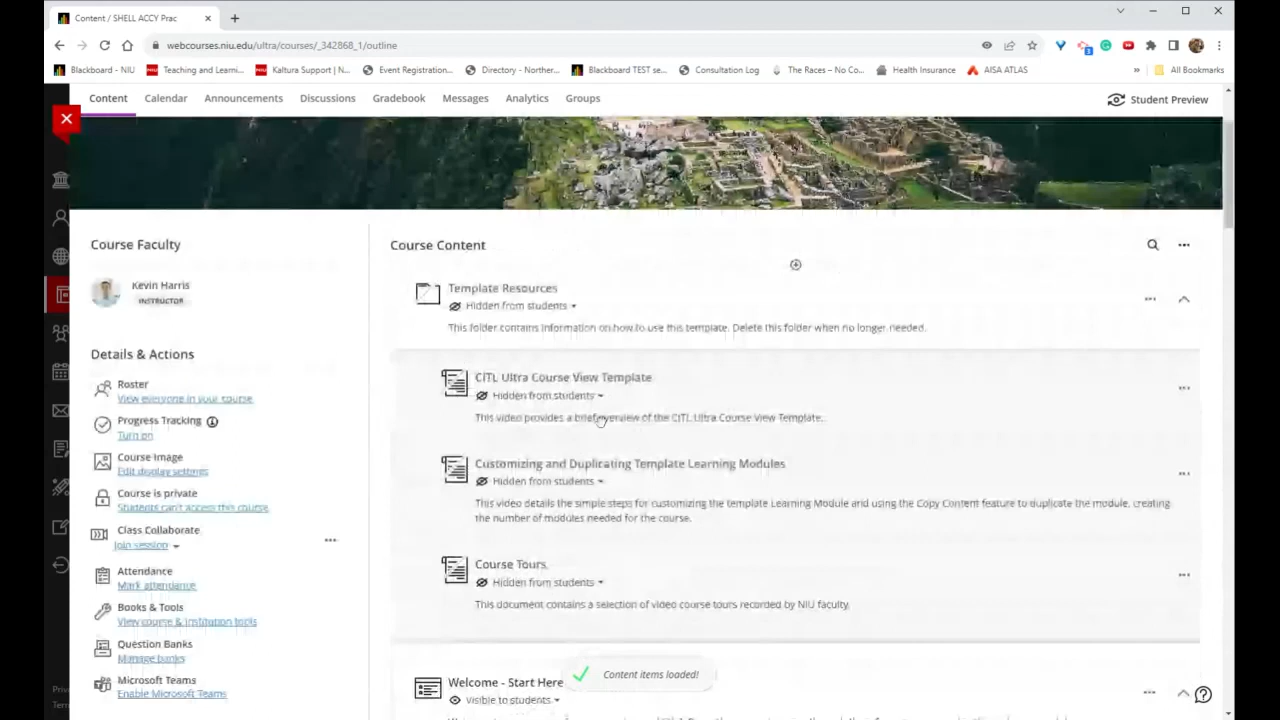 Content / SHELL ACCY Prac
webcourses.niu.edu/ultra/courses/_342868_1/outline
Blackboard - NIU
Teaching and Learni...
Kaltura Support | N...
Event Registration...
Directory - Norther...
Blackboard TEST se...
Consultation Log
The Races – No Co...
Health Insurance
AISA ATLAS
»
All Bookmarks
Content
Calendar
Announcements
Discussions
Gradebook
Messages
Analytics
Groups
Student Preview
Course Faculty
Kevin Harris
INSTRUCTOR
Details & Actions
Roster
View everyone in your course
Progress Tracking
Turn on
Course Image
Edit display settings
Course is private
Students can't access this course
Class Collaborate
Join session
Attendance
Mark attendance
Books & Tools
View course & institution tools
Question Banks
Manage banks
Microsoft Teams
Enable Microsoft Teams
Priv
Term
Course Content
Template Resources
Hidden from students
This folder contains information on how to use this template. Delete this folder when no longer needed.
CITL Ultra Course View Template
Hidden from students
This video provides a brief overview of the CITL Ultra Course View Template.
Customizing and Duplicating Template Learning Modules
Hidden from students
This video details the simple steps for customizing the template Learning Module and using the Copy Content feature to duplicate the module, creating
the number of modules needed for the course.
Course Tours
Hidden from students
This document contains a selection of video course tours recorded by NIU faculty.
Content items loaded!
Welcome - Start Here
Visible to students